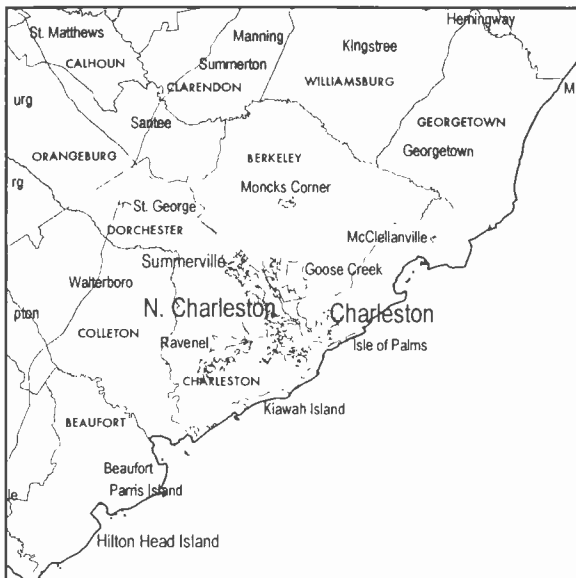 Hemingway
St. Matthews
Manning
Kingstree
CALHOUN
Summerton
CLARENDON
WILLIAMSBURG
M
urg
Santee
GEORGETOWN
ORANGEBURG
BERKELEY
Georgetown
rg
Moncks Corner
St. George
DORCHESTER
McClellanville
Summerville
Goose Creek
Walterboro
N. Charleston
Charleston
pton
COLLETON
Ravenel
Isle of Palms
CHARLESTON
Kiawah Island
BEAUFORT
Beaufort
le
Parris Island
Hilton Head Island